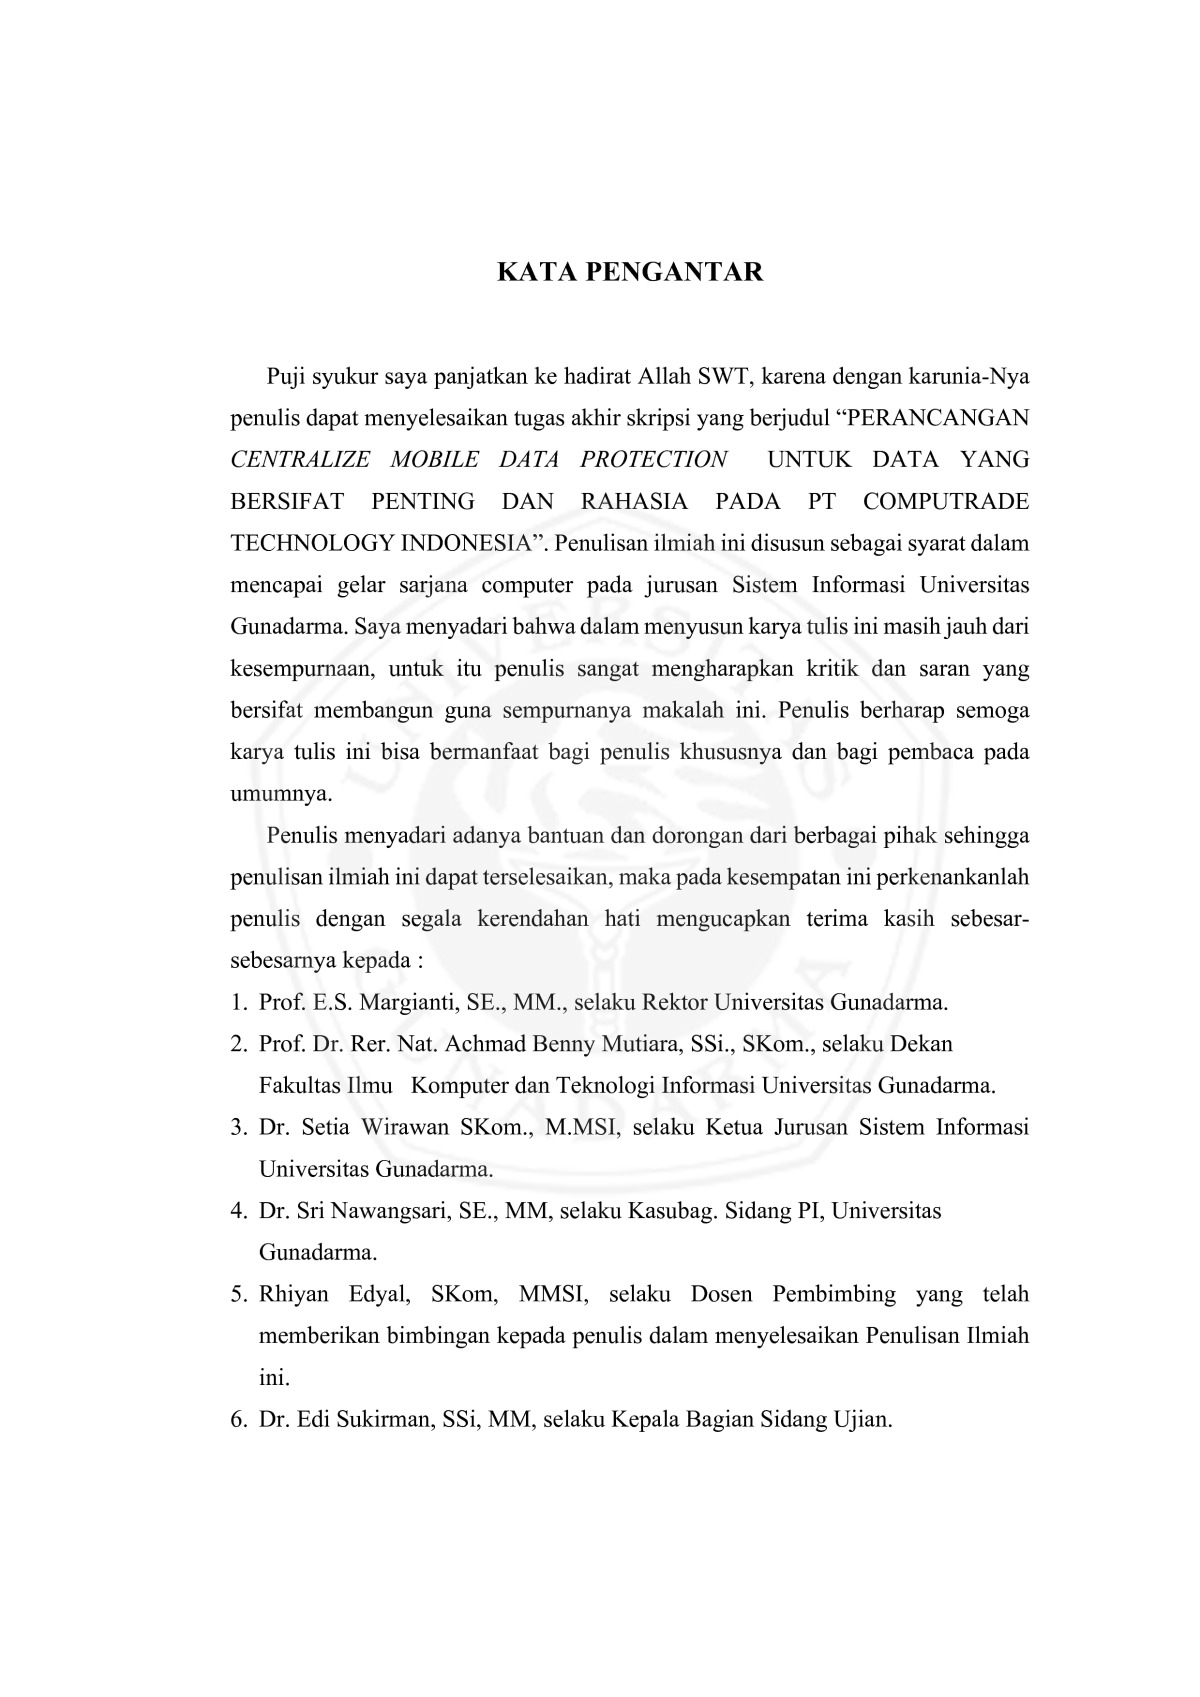 KATA PENGANTAR
Puji syukur saya panjatkan ke hadirat Allah SWT, karena dengan karunia-Nya
penulis dapat menyelesaikan tugas akhir skripsi yang berjudul “PERANCANGAN
CENTRALIZE MOBILE DATA PROTECTION UNTUK DATA YANG
BERSIFAT PENTING DAN RAHASIA PADA PT COMPUTRADE
TECHNOLOGY INDONESIA”. Penulisan ilmiah ini disusun sebagai syarat dalam
mencapai gelar sarjana computer pada jurusan Sistem Informasi Universitas
Gunadarma. Saya menyadari bahwa dalam menyusun karya tulis ini masih jauh dari
kesempurnaan, untuk itu penulis sangat mengharapkan kritik dan saran yang
bersifat membangun guna sempurnanya makalah ini. Penulis berharap semoga
karya tulis ini bisa bermanfaat bagi penulis khususnya dan bagi pembaca pada
umumnya.
Penulis menyadari adanya bantuan dan dorongan dari berbagai pihak sehingga
penulisan ilmiah ini dapat terselesaikan, maka pada kesempatan ini perkenankanlah
penulis dengan segala kerendahan hati mengucapkan terima kasih sebesar-
sebesarnya kepada :
1. Prof. E.S. Margianti, SE., MM., selaku Rektor Universitas Gunadarma.
2. Prof. Dr. Rer. Nat. Achmad Benny Mutiara, SSi., SKom., selaku Dekan
Fakultas Ilmu Komputer dan Teknologi Informasi Universitas Gunadarma.
3. Dr. Setia Wirawan SKom., M.MSI, selaku Ketua Jurusan Sistem Informasi
Universitas Gunadarma.
4. Dr. Sri Nawangsari, SE., MM, selaku Kasubag. Sidang PI, Universitas
Gunadarma.
5. Rhiyan Edyal, SKom, MMSI, selaku Dosen Pembimbing yang telah
memberikan bimbingan kepada penulis dalam menyelesaikan Penulisan Ilmiah
ini.
6. Dr. Edi Sukirman, SSi, MM, selaku Kepala Bagian Sidang Ujian.
UNIVERSITAS
GUNADARMA